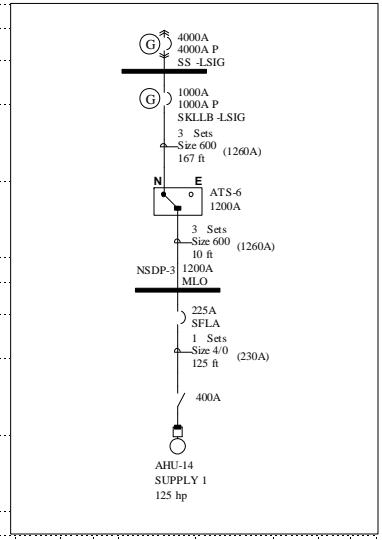 G
4000A
4000A P
SS -LSIG
G
1000A
1000A P
SKLLB -LSIG
3 Sets
Size 600 (1260A)
167 ft
N E
ATS-6
1200A
3 Sets
Size 600 (1260A)
10 ft
NSDP-3 1200A
MLO
225A
SFLA
1 Sets
Size 4/0 (230A)
125 ft
400A
AHU-14
SUPPLY 1
125 hp